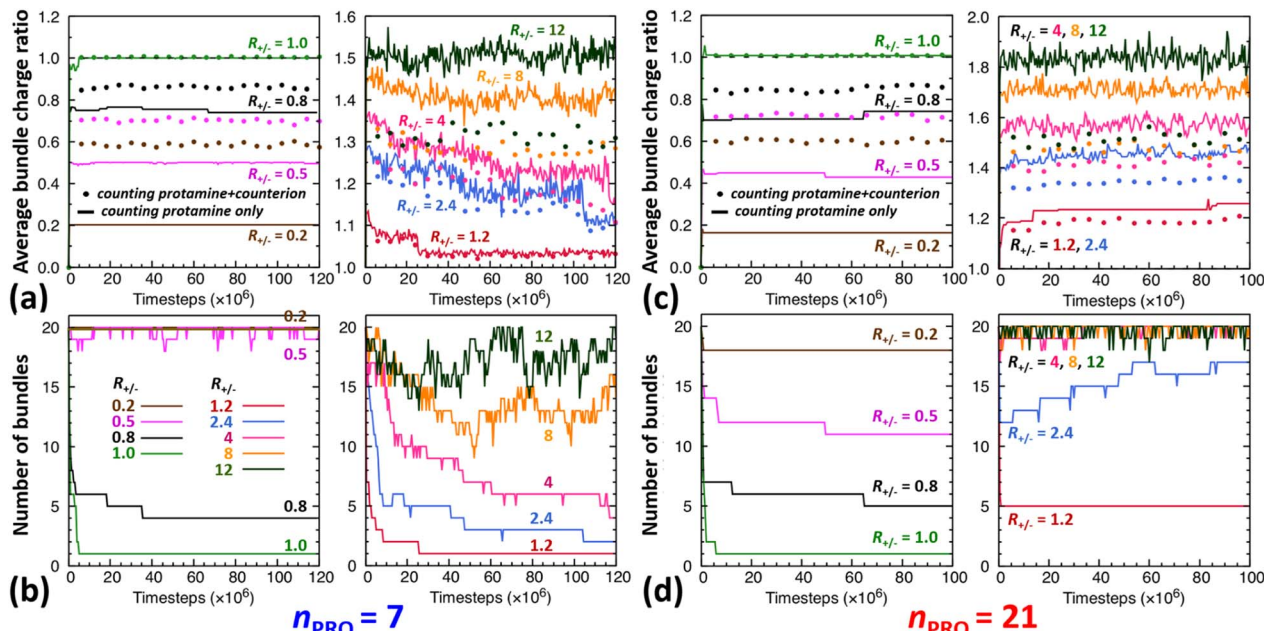 Average bundle charge ratio
1.2
1.0
0.8
0.6
0.4
0.2
0.0
R+/- = 1.0
R+/- = 0.8
R+/- = 0.5
counting protamine+counterion
counting protamine only
R+/- = 0.2
0 20 40 60 80 100 120
Timesteps (×10⁶)
(a)
1.6
1.5
1.4
1.3
1.2
1.1
1.0
R+/- = 12
R+/- = 8
R+/- = 4
R+/- = 2.4
R+/- = 1.2
0 20 40 60 80 100 120
Timesteps (×10⁶)
Average bundle charge ratio
1.2
1.0
0.8
0.6
0.4
0.2
0.0
R+/- = 1.0
R+/- = 0.8
R+/- = 0.5
counting protamine+counterion
counting protamine only
R+/- = 0.2
0 20 40 60 80 100
Timesteps (×10⁶)
(c)
2.0
1.8
1.6
1.4
1.2
1.0
R+/- = 4, 8, 12
R+/- = 1.2, 2.4
0 20 40 60 80 100
Timesteps (×10⁶)
Number of bundles
20
15
10
5
0
0.2
0.5
R+/- R+/-
0.2 1.2
0.5 2.4
0.8 4
1.0 8
12
0.8
1.0
0 20 40 60 80 100 120
Timesteps (×10⁶)
(b)
20
15
10
5
0
12
8
4
2.4
1.2
0 20 40 60 80 100 120
Timesteps (×10⁶)
nPRO = 7
Number of bundles
20
15
10
5
0
R+/- = 0.2
R+/- = 0.5
R+/- = 0.8
R+/- = 1.0
0 20 40 60 80 100
Timesteps (×10⁶)
(d)
20
15
10
5
0
R+/- = 4, 8, 12
R+/- = 2.4
R+/- = 1.2
0 20 40 60 80 100
Timesteps (×10⁶)
nPRO = 21